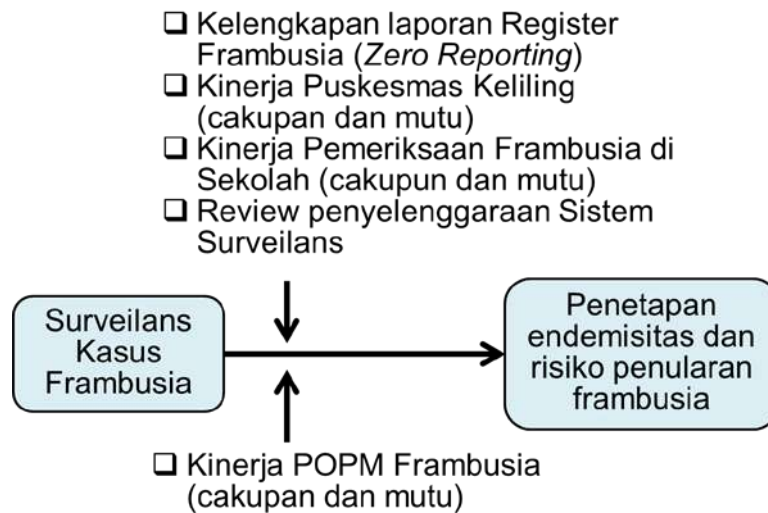 ❑ Kelengkapan laporan Register
Frambusia (Zero Reporting)
❑ Kinerja Puskesmas Keliling
(cakupan dan mutu)
❑ Kinerja Pemeriksaan Frambusia di
Sekolah (cakupun dan mutu)
❑ Review penyelenggaraan Sistem
Surveilans
Surveilans
Kasus
Frambusia
Penetapan
endemisitas dan
risiko penularan
frambusia
❑ Kinerja POPM Frambusia
(cakupan dan mutu)